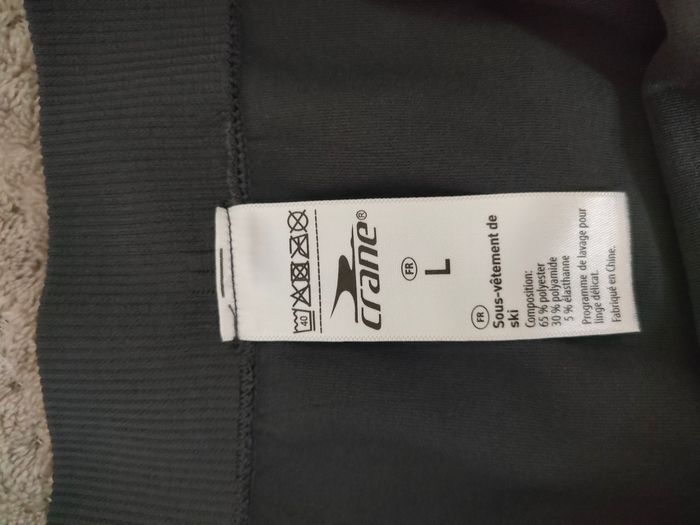 40
crane®
FR
L
FR
Sous-vêtement de
ski
Composition:
65 % polyester
30 % polyamide
5 % élasthanne
Programme de lavage pour
linge délicat.
Fabriqué en Chine.